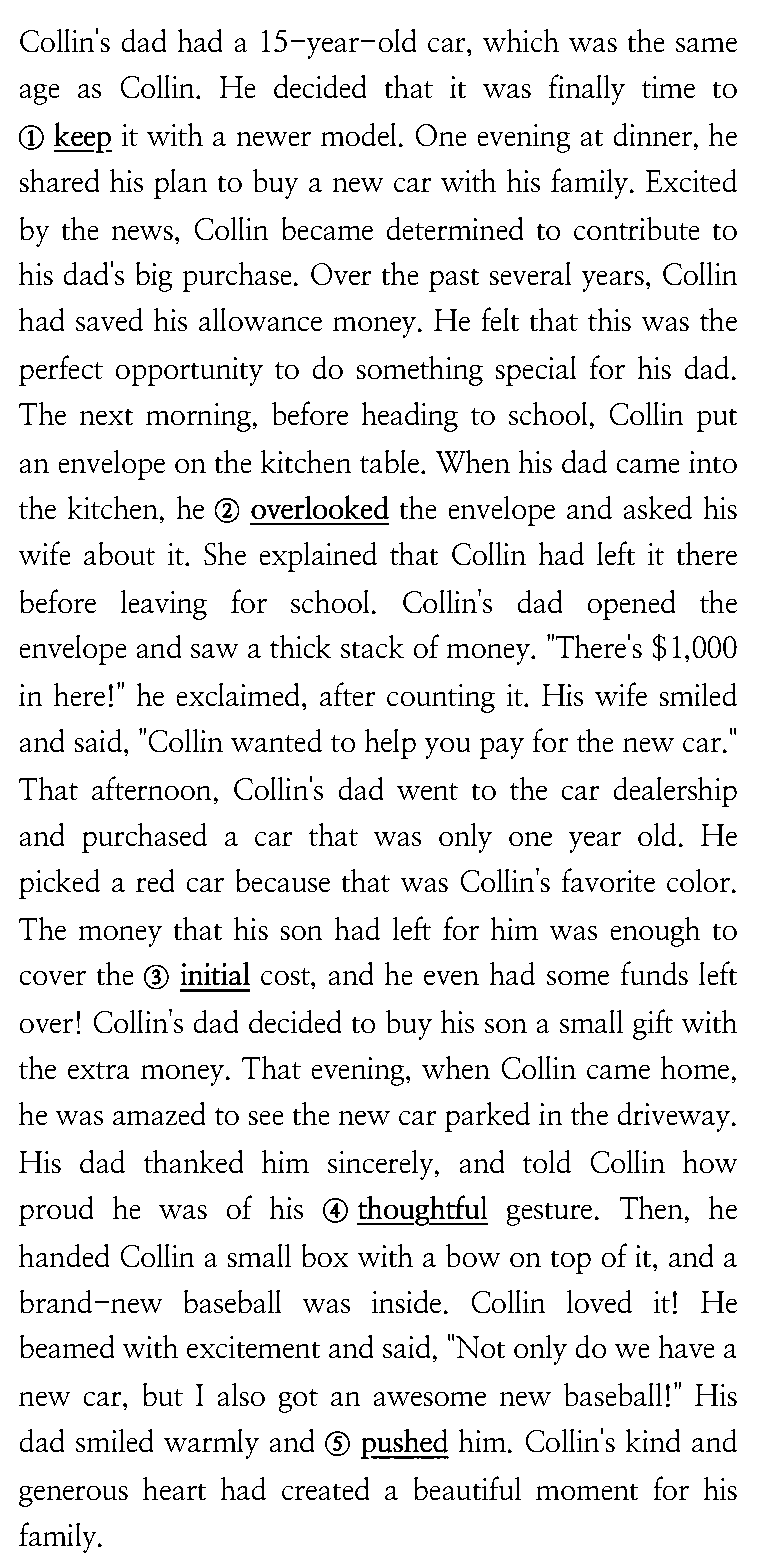 Collin's dad had a 15-year-old car, which was the same
age as Collin. He decided that it was finally time to
① keep it with a newer model. One evening at dinner, he
shared his plan to buy a new car with his family. Excited
by the news, Collin became determined to contribute to
his dad's big purchase. Over the past several years, Collin
had saved his allowance money. He felt that this was the
perfect opportunity to do something special for his dad.
The next morning, before heading to school, Collin put
an envelope on the kitchen table. When his dad came into
the kitchen, he ② overlooked the envelope and asked his
wife about it. She explained that Collin had left it there
before leaving for school. Collin's dad opened the
envelope and saw a thick stack of money. "There's $1,000
in here!" he exclaimed, after counting it. His wife smiled
and said, "Collin wanted to help you pay for the new car."
That afternoon, Collin's dad went to the car dealership
and purchased a car that was only one year old. He
picked a red car because that was Collin's favorite color.
The money that his son had left for him was enough to
cover the ③ initial cost, and he even had some funds left
over! Collin's dad decided to buy his son a small gift with
the extra money. That evening, when Collin came home,
he was amazed to see the new car parked in the driveway.
His dad thanked him sincerely, and told Collin how
proud he was of his ④ thoughtful gesture. Then, he
handed Collin a small box with a bow on top of it, and a
brand-new baseball was inside. Collin loved it! He
beamed with excitement and said, "Not only do we have a
new car, but I also got an awesome new baseball!" His
dad smiled warmly and ⑤ pushed him. Collin's kind and
generous heart had created a beautiful moment for his
family.